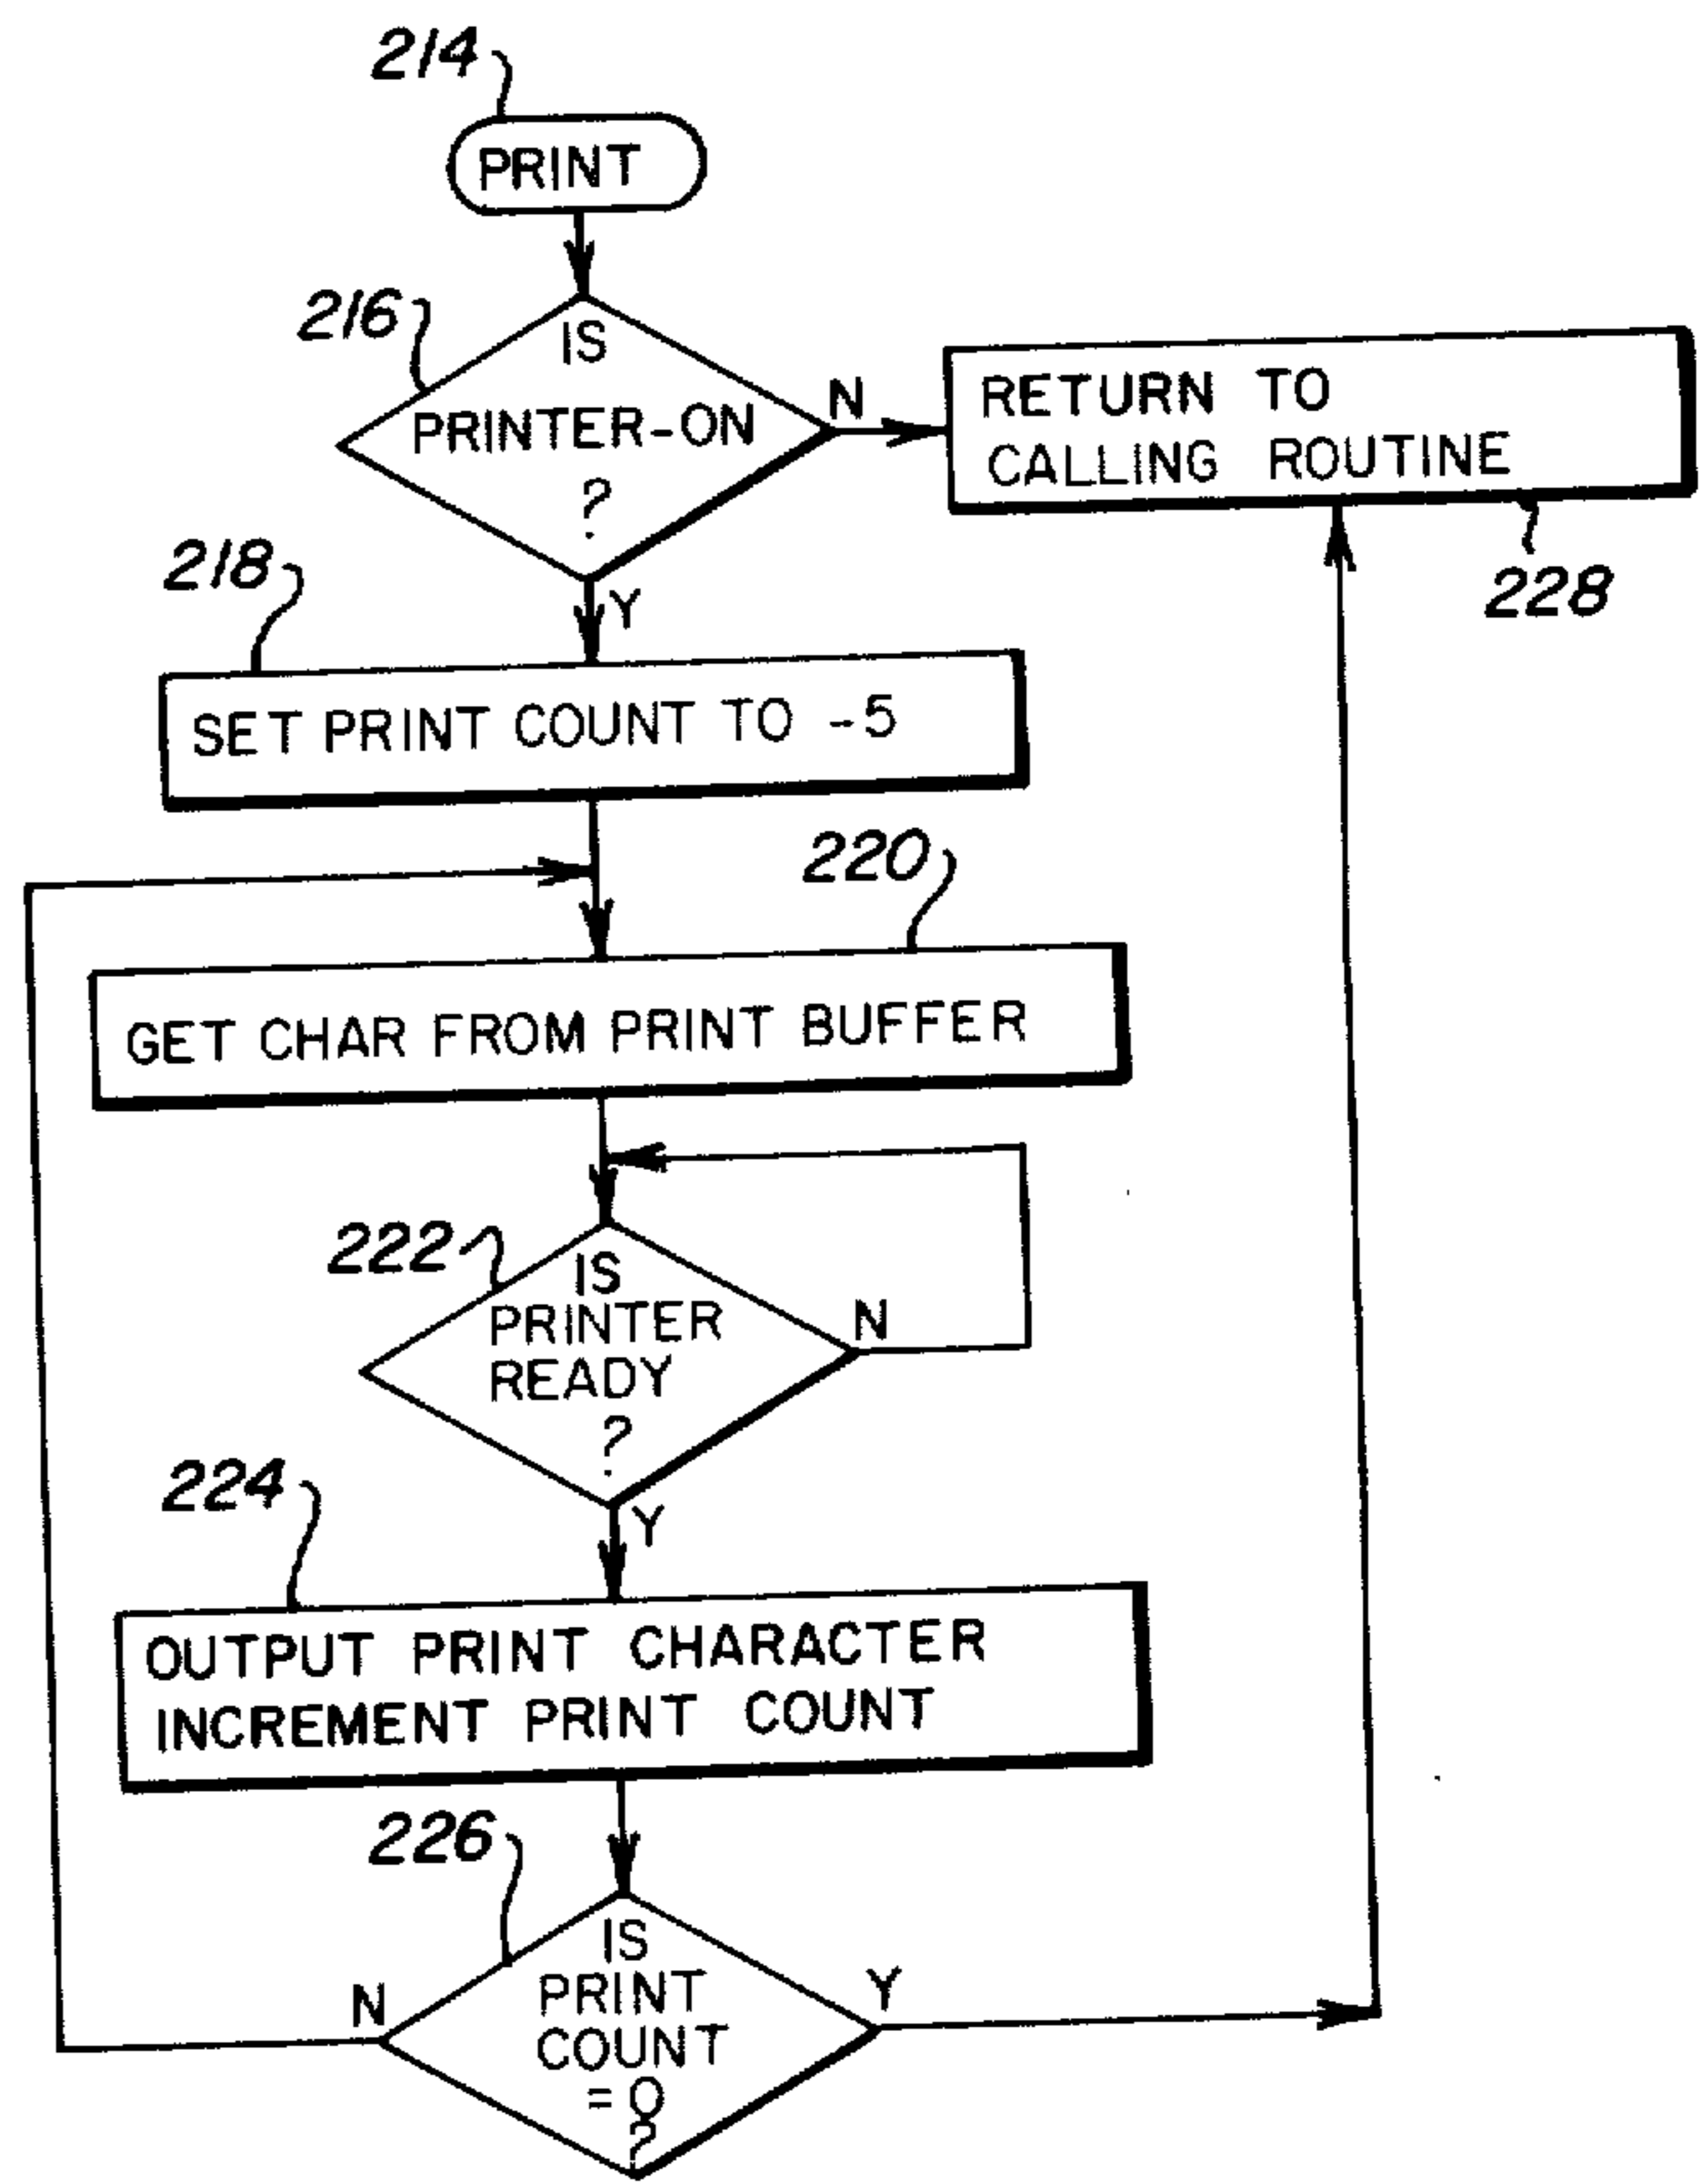 214
PRINT
216
IS
PRINTER-ON
?
N
RETURN TO
CALLING ROUTINE
228
Y
218
SET PRINT COUNT TO -5
220
GET CHAR FROM PRINT BUFFER
222
IS
PRINTER
READY
?
N
Y
224
OUTPUT PRINT CHARACTER
INCREMENT PRINT COUNT
226
IS
PRINT
COUNT
= 0
?
N
Y